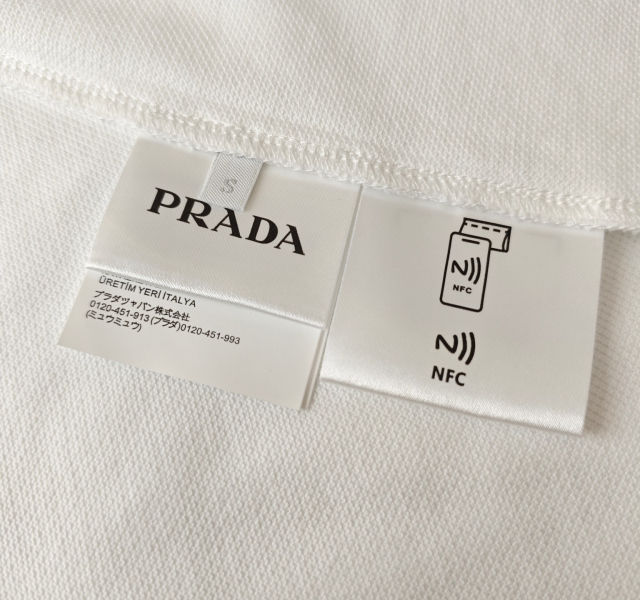 S
PRADA
ÜRETİM YERİ İTALYA
プラダジャパン株式会社
0120-451-913 (プラダ)0120-451-993
(ミュウミュウ)
N
NFC
N
NFC